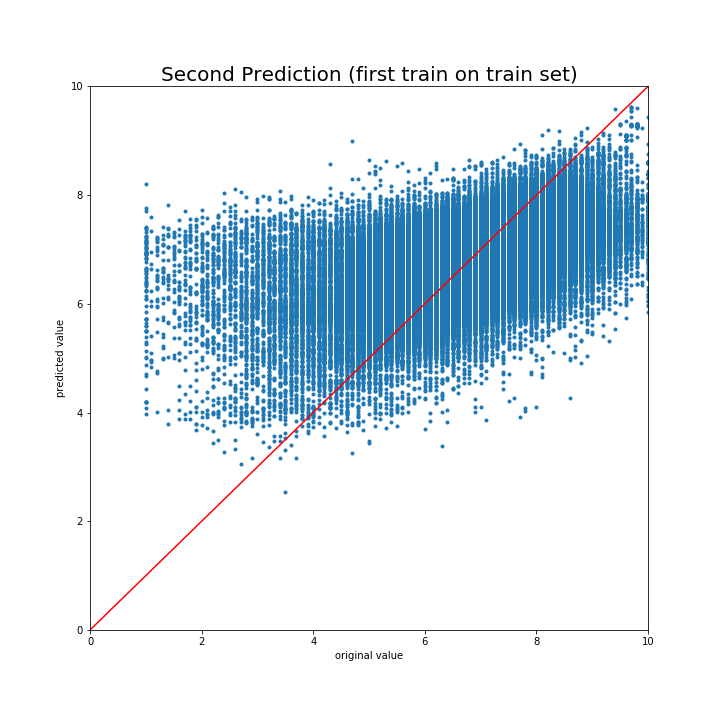 Second Prediction (first train on train set)
10
8
6
4
2
0
predicted value
0 2 4 6 8 10
original value